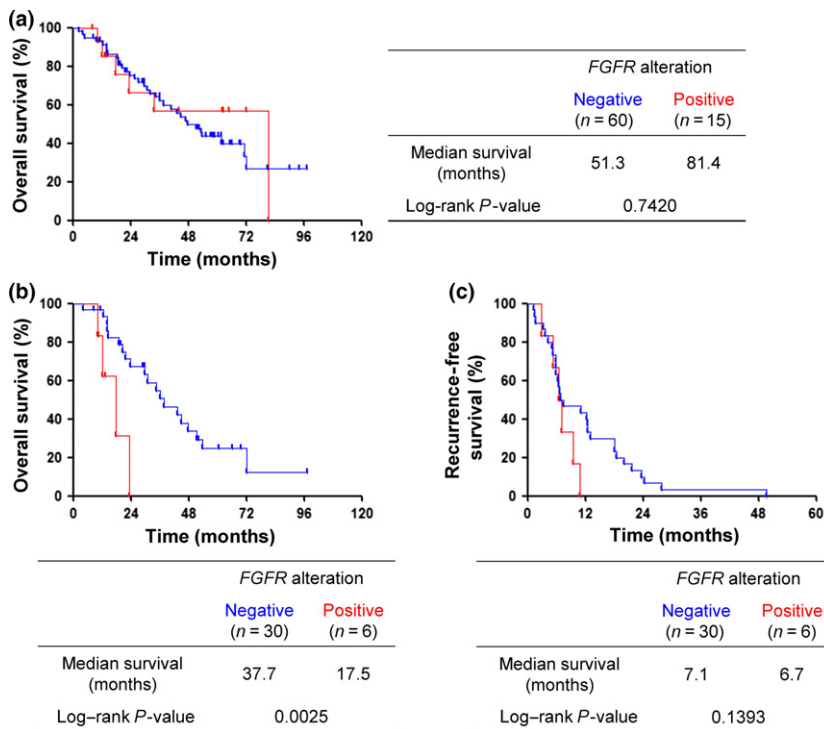 (a)
Overall survival (%)
100
80
60
40
20
0
0 24 48 72 96 120
Time (months)
FGFR alteration
Negative Positive
(n = 60) (n = 15)
Median survival 51.3 81.4
(months)
Log-rank P-value 0.7420
(b)
Overall survival (%)
100
80
60
40
20
0
0 24 48 72 96 120
Time (months)
FGFR alteration
Negative Positive
(n = 30) (n = 6)
Median survival 37.7 17.5
(months)
Log–rank P-value 0.0025
(c)
Recurrence-free
survival (%)
100
80
60
40
20
0
0 12 24 36 48 60
Time (months)
FGFR alteration
Negative Positive
(n = 30) (n = 6)
Median survival 7.1 6.7
(months)
Log–rank P-value 0.1393